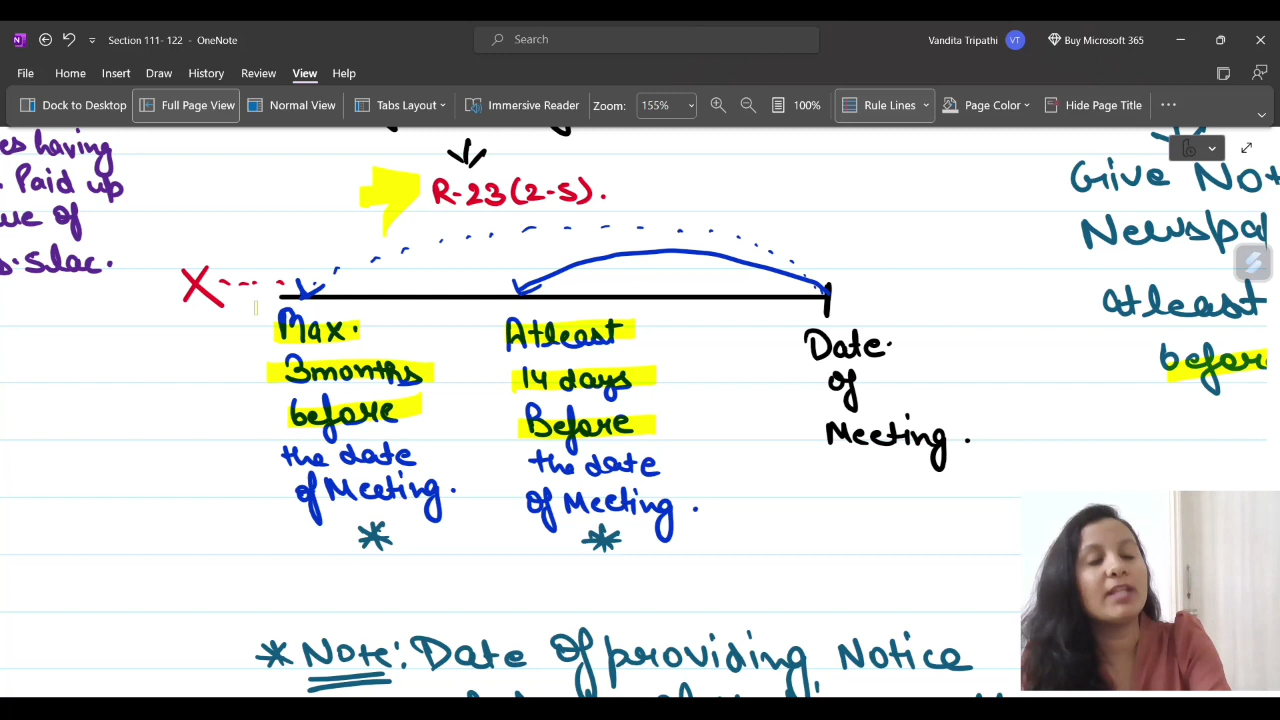 Section 111- 122 - OneNote
Search
Vandita Tripathi
VT
Buy Microsoft 365
File Home Insert Draw History Review View Help
Dock to Desktop Full Page View Normal View Tabs Layout Immersive Reader Zoom: 155% 100% Rule Lines Page Color Hide Page Title
es having
Paid up
ue of
s.5lac.
R-23(2-5).
X
Max.
3months
before
the date
of Meeting.
*
Atleast
14 days
Before
the date
of Meeting.
*
Date
of
Meeting.
Give Not
Newspa
atleast
before
* Note: Date of providing Notice